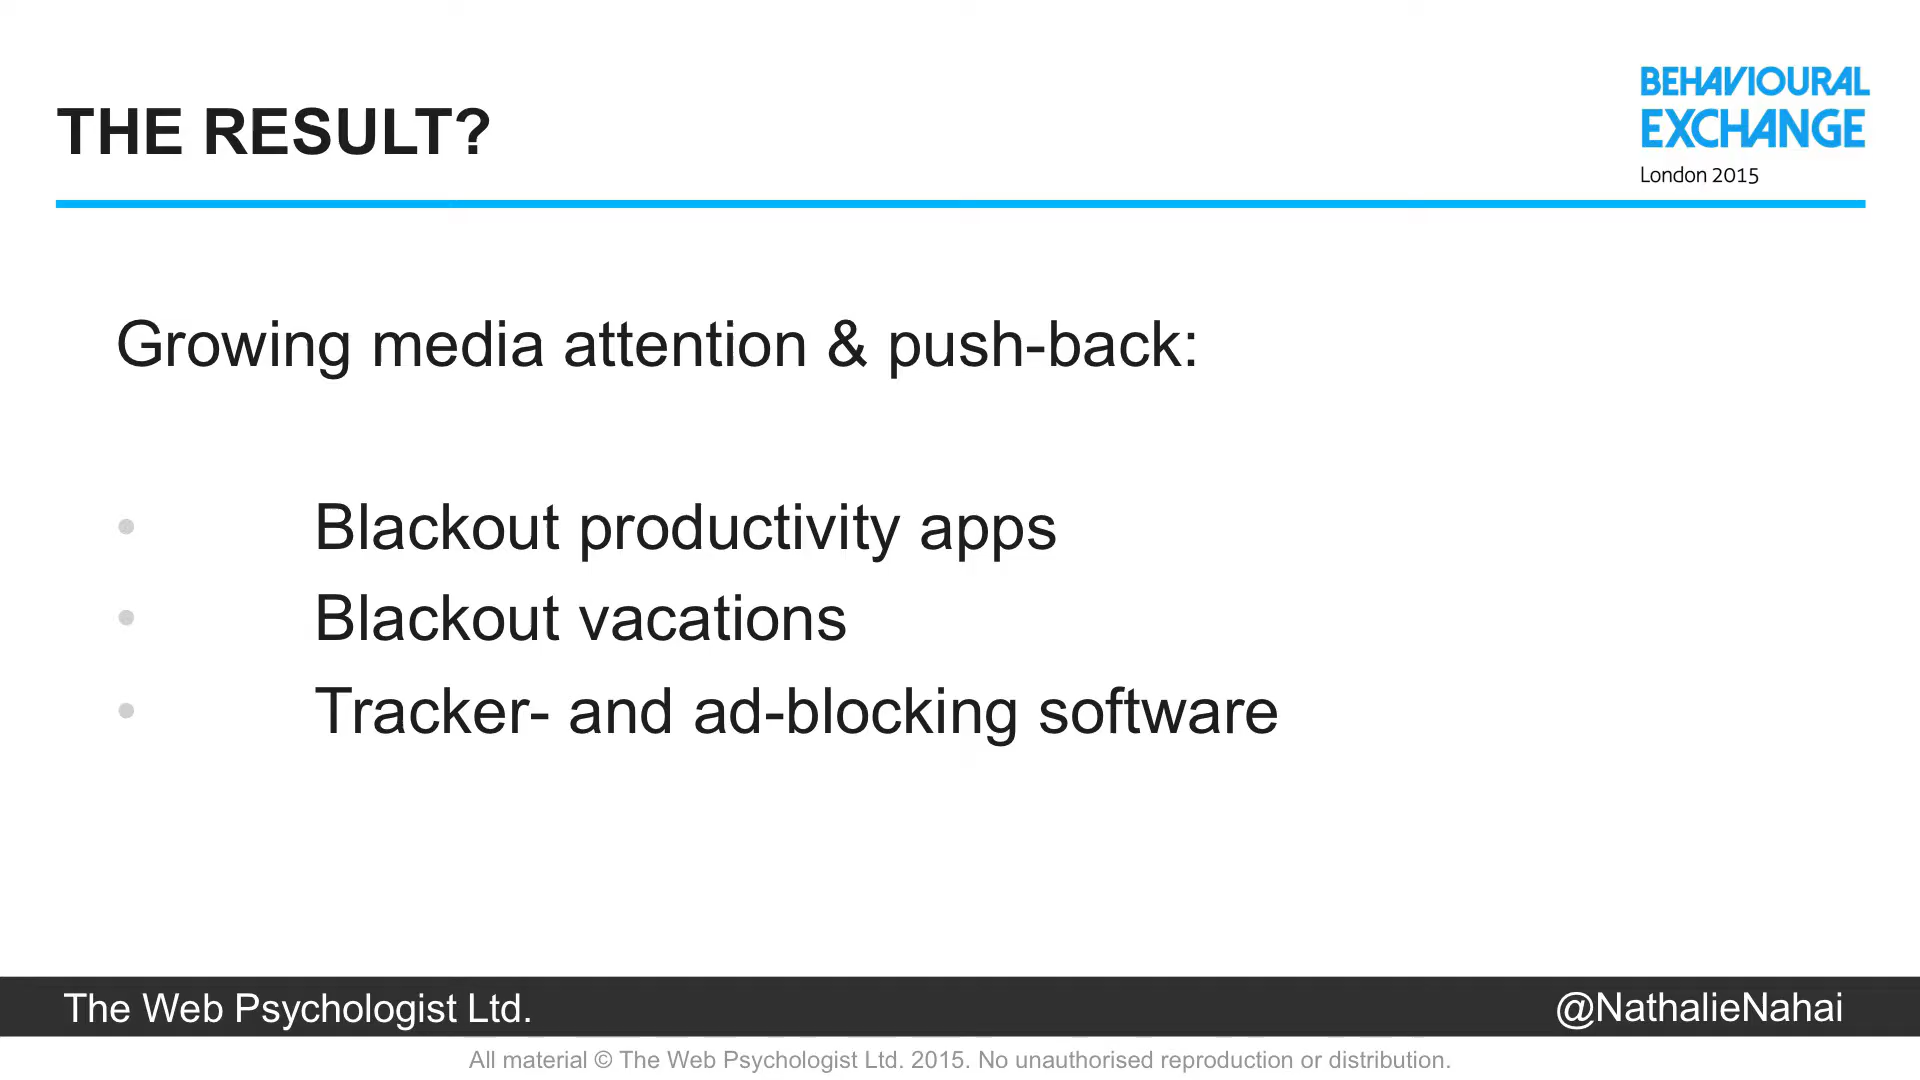 THE RESULT?
BEHAVIOURAL
EXCHANGE
London 2015
Growing media attention & push-back:
• Blackout productivity apps
• Blackout vacations
• Tracker- and ad-blocking software
The Web Psychologist Ltd.
@NathalieNahai
All material © The Web Psychologist Ltd. 2015. No unauthorised reproduction or distribution.